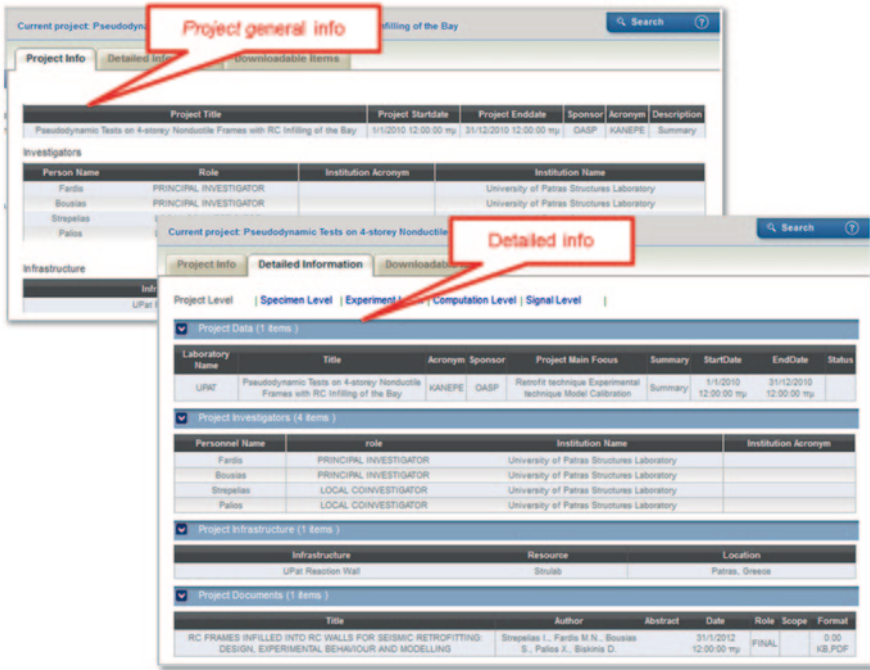 Current project: Pseudodyna
Project general info
filling of the Bay
Search
?
Project Info
Detailed Info
Downloadable Items
Project Title Project Startdate Project Enddate Sponsor Acronym Description
Pseudodynamic Tests on 4-storey Nonductile Frames with RC Infilling of the Bay 1/1/2010 12:00:00 πμ 31/12/2010 12:00:00 πμ OASP KANEPE Summary
Investigators
Person Name Role Institution Acronym Institution Name
Fardis PRINCIPAL INVESTIGATOR University of Patras Structures Laboratory
Bousias PRINCIPAL INVESTIGATOR University of Patras Structures Laboratory
Strepelias
Palios
Infrastructure
Infr
UPat
Current project: Pseudodynamic Tests on 4-storey Nonduct
Detailed info
Search
?
Project Info
Detailed Information
Downloadabl
Project Level | Specimen Level | Experiment | Computation Level | Signal Level |
Project Data (1 items )
Laboratory
Name Title Acronym Sponsor Project Main Focus Summary StartDate EndDate Status
UPAT Pseudodynamic Tests on 4-storey Nonductile KANEPE OASP Retrofit technique Experimental Summary 1/1/2010 31/12/2010
Frames with RC Infilling of the Bay technique Model Calibration 12:00:00 πμ 12:00:00 πμ
Project Investigators (4 items )
Personnel Name role Institution Name Institution Acronym
Fardis PRINCIPAL INVESTIGATOR University of Patras Structures Laboratory
Bousias PRINCIPAL INVESTIGATOR University of Patras Structures Laboratory
Strepelias LOCAL COINVESTIGATOR University of Patras Structures Laboratory
Palios LOCAL COINVESTIGATOR University of Patras Structures Laboratory
Project Infrastructure (1 items )
Infrastructure Resource Location
UPat Reaction Wall Strulab Patras, Greece
Project Documents (1 items )
Title Author Abstract Date Role Scope Format
RC FRAMES INFILLED INTO RC WALLS FOR SEISMIC RETROFITTING: Strepelias I., Fardis M.N., Bousias 31/1/2012 FINAL 0.00
DESIGN, EXPERIMENTAL BEHAVIOUR AND MODELLING S., Palios X., Biskinis D. 12:00:00 πμ KB,PDF